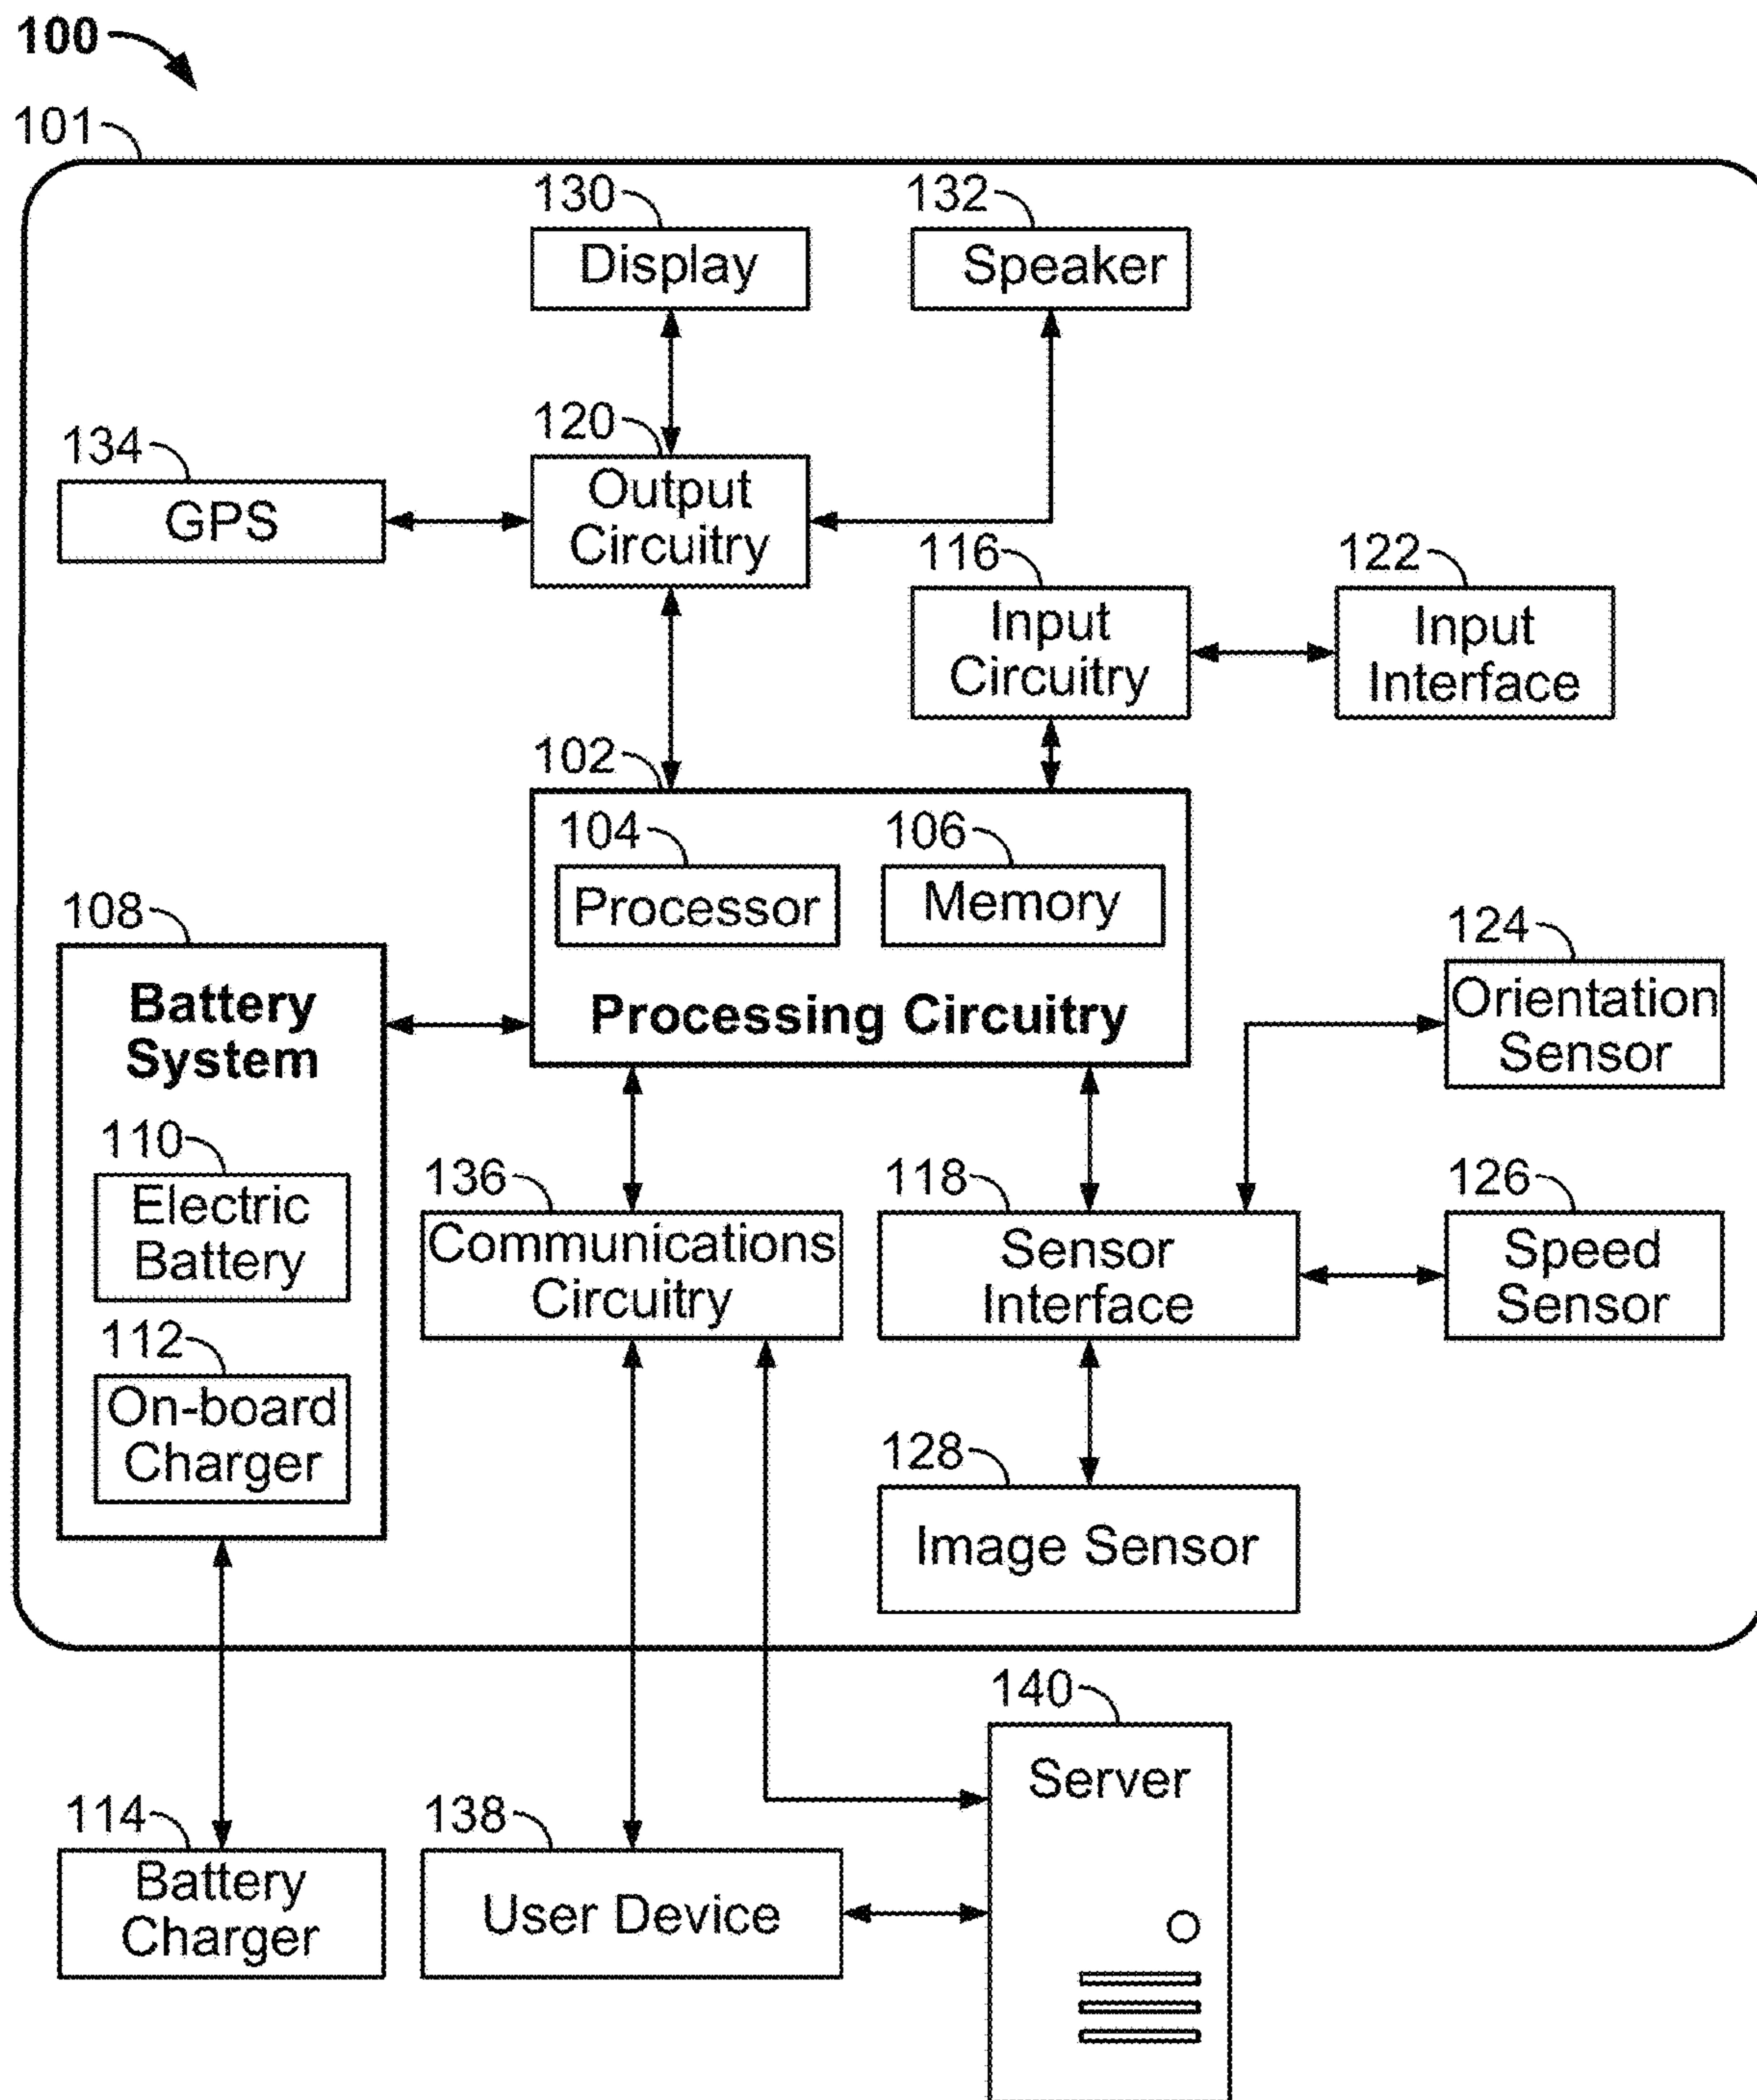 100
101
130
Display
132
Speaker
120
Output
Circuitry
134
GPS
116
Input
Circuitry
122
Input
Interface
102
104
Processor
106
Memory
Processing Circuitry
108
Battery
System
110
Electric
Battery
112
On-board
Charger
124
Orientation
Sensor
136
Communications
Circuitry
118
Sensor
Interface
126
Speed
Sensor
128
Image Sensor
140
Server
114
Battery
Charger
138
User Device